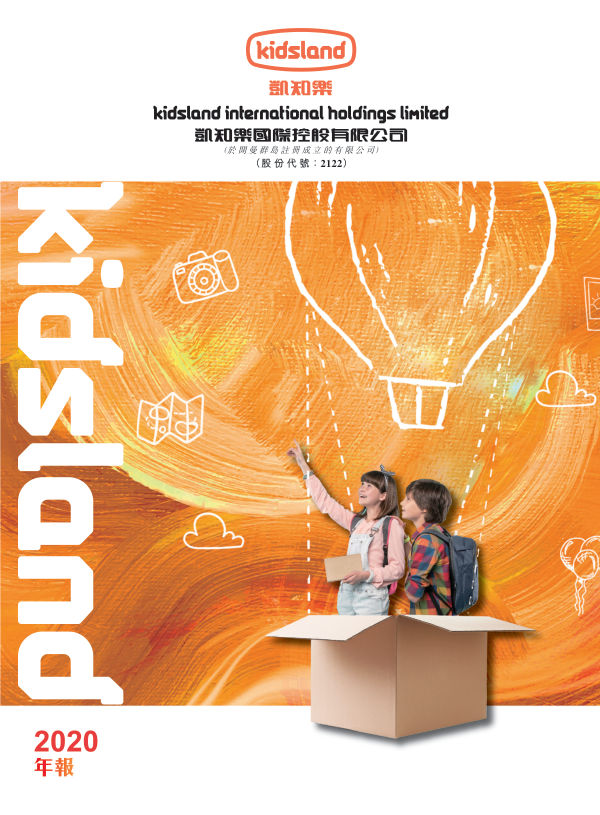 kidsland
凱知樂
kidsland international holdings limited
凱知樂國際控股有限公司
(於開曼群島註冊成立的有限公司)
(股份代號：2122)
kidsland
2020
年報